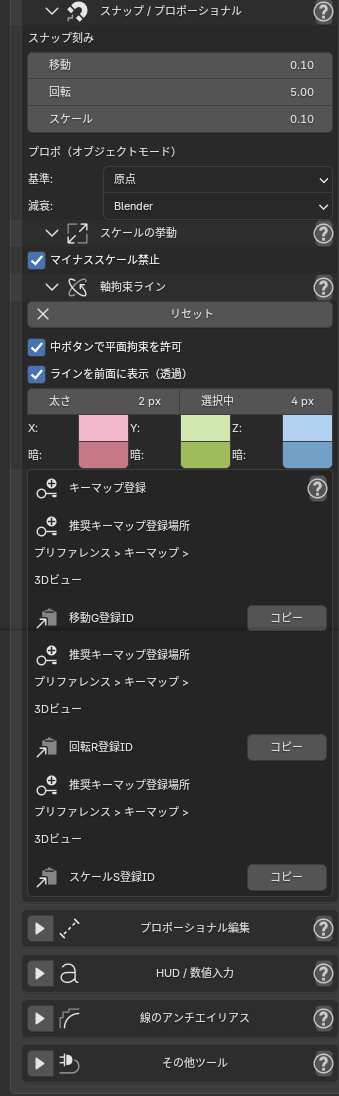 スナップ / プロポーショナル
スナップ刻み
移動 0.10
回転 5.00
スケール 0.10
プロポ（オブジェクトモード）
基準: 原点
減衰: Blender
スケールの挙動
マイナススケール禁止
軸拘束ライン
リセット
中ボタンで平面拘束を許可
ラインを前面に表示（透過）
太さ 2 px 選択中 4 px
X: Y: Z:
暗: 暗: 暗:
キーマップ登録
推奨キーマップ登録場所
プリファレンス > キーマップ >
3Dビュー
移動G登録ID コピー
推奨キーマップ登録場所
プリファレンス > キーマップ >
3Dビュー
回転R登録ID コピー
推奨キーマップ登録場所
プリファレンス > キーマップ >
3Dビュー
スケールS登録ID コピー
プロポーショナル編集
HUD / 数値入力
線のアンチエイリアス
その他ツール